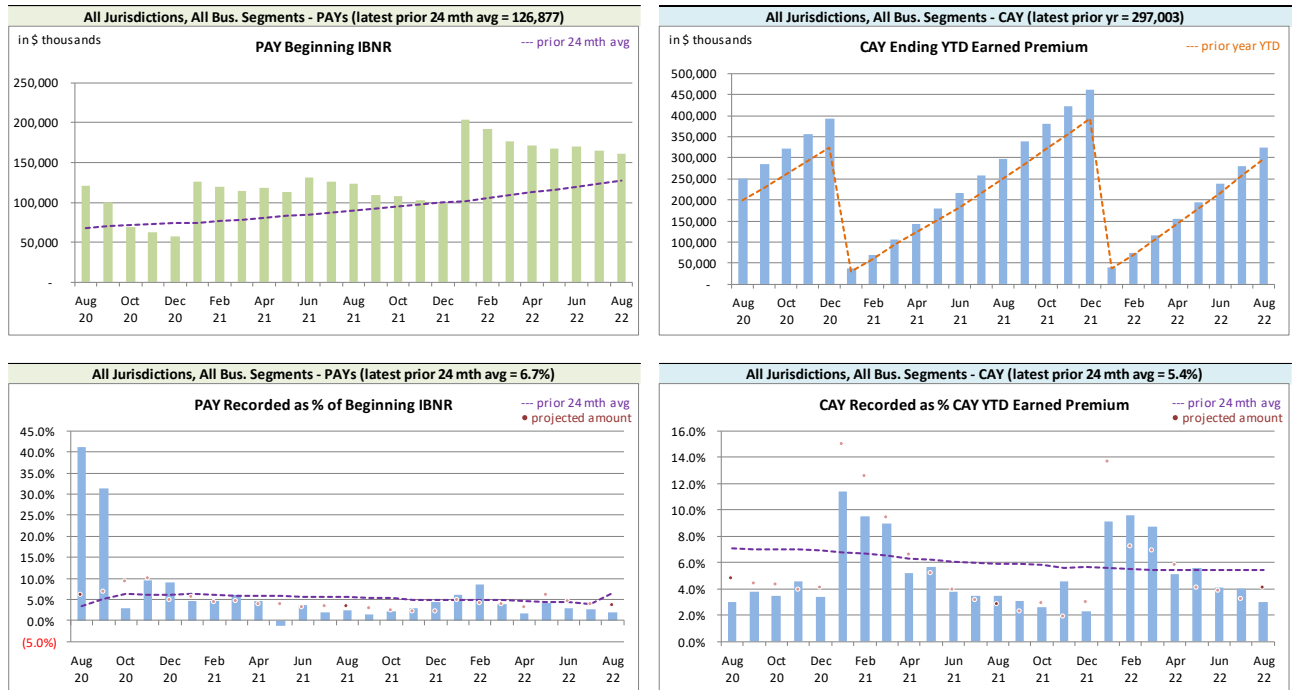 All Jurisdictions, All Bus. Segments - PAYs (latest prior 24 mth avg = 126,877)
in $ thousands
PAY Beginning IBNR
--- prior 24 mth avg
250,000
200,000
150,000
100,000
50,000
-
Aug Oct Dec Feb Apr Jun Aug Oct Dec Feb Apr Jun Aug
20 20 20 21 21 21 21 21 21 22 22 22 22
All Jurisdictions, All Bus. Segments - CAY (latest prior yr = 297,003)
in $ thousands
CAY Ending YTD Earned Premium
--- prior year YTD
500,000
450,000
400,000
350,000
300,000
250,000
200,000
150,000
100,000
50,000
-
Aug Oct Dec Feb Apr Jun Aug Oct Dec Feb Apr Jun Aug
20 20 20 21 21 21 21 21 21 22 22 22 22
All Jurisdictions, All Bus. Segments - PAYs (latest prior 24 mth avg = 6.7%)
PAY Recorded as % of Beginning IBNR
--- prior 24 mth avg
• projected amount
45.0%
40.0%
35.0%
30.0%
25.0%
20.0%
15.0%
10.0%
5.0%
0.0%
(5.0%)
Aug Oct Dec Feb Apr Jun Aug Oct Dec Feb Apr Jun Aug
20 20 20 21 21 21 21 21 21 22 22 22 22
All Jurisdictions, All Bus. Segments - CAY (latest prior 24 mth avg = 5.4%)
CAY Recorded as % CAY YTD Earned Premium
--- prior 24 mth avg
• projected amount
16.0%
14.0%
12.0%
10.0%
8.0%
6.0%
4.0%
2.0%
0.0%
Aug Oct Dec Feb Apr Jun Aug Oct Dec Feb Apr Jun Aug
20 20 20 21 21 21 21 21 21 22 22 22 22